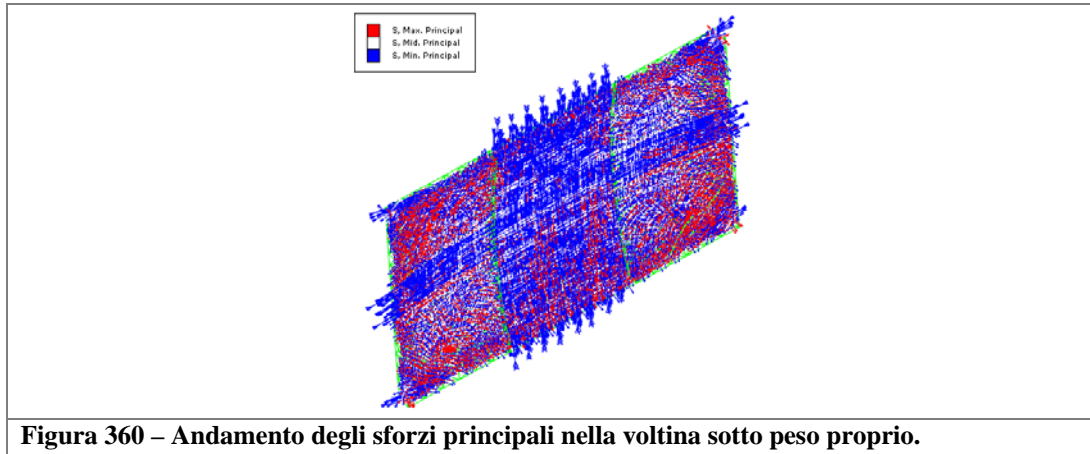 S, Max. Principal
S, Mid. Principal
S, Min. Principal
Figura 360 – Andamento degli sforzi principali nella voltina sotto peso proprio.